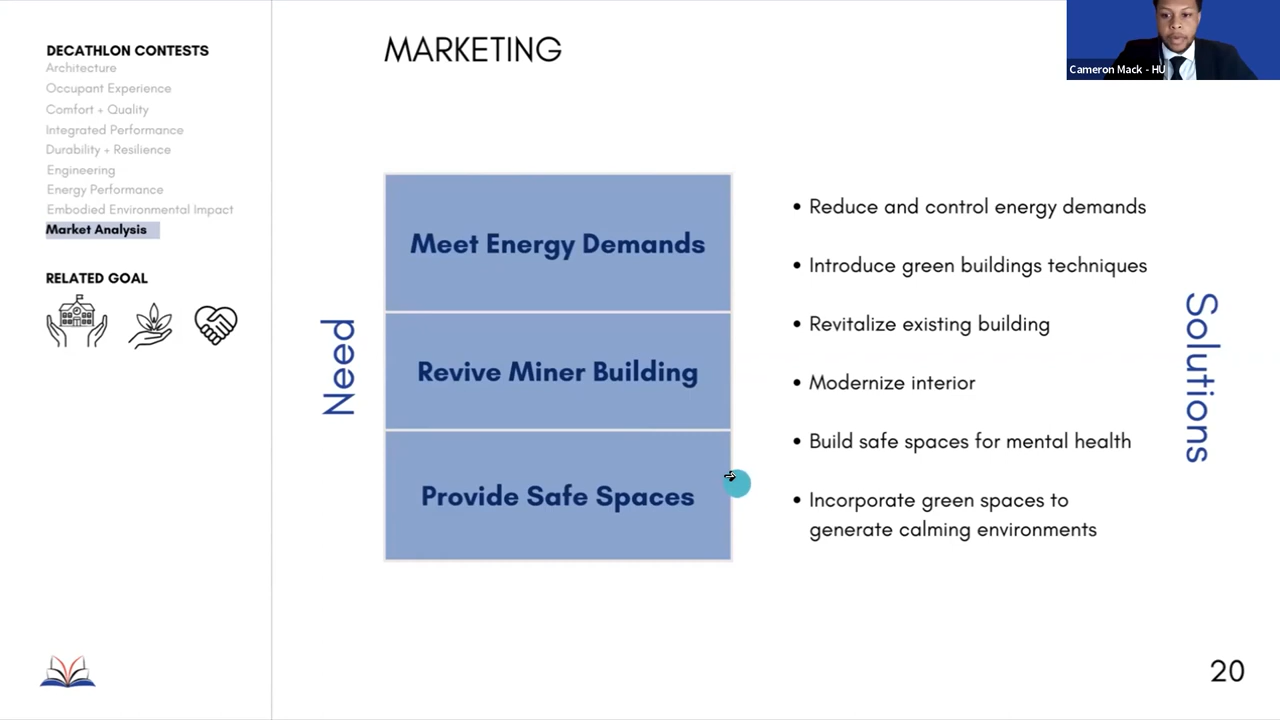 DECATHLON CONTESTS
Architecture
Occupant Experience
Comfort + Quality
Integrated Performance
Durability + Resilience
Engineering
Energy Performance
Embodied Environmental Impact
Market Analysis
RELATED GOAL
MARKETING
Need
Meet Energy Demands
Revive Miner Building
Provide Safe Spaces
• Reduce and control energy demands
• Introduce green buildings techniques
• Revitalize existing building
• Modernize interior
• Build safe spaces for mental health
• Incorporate green spaces to
generate calming environments
Solutions
Cameron Mack - HU
20